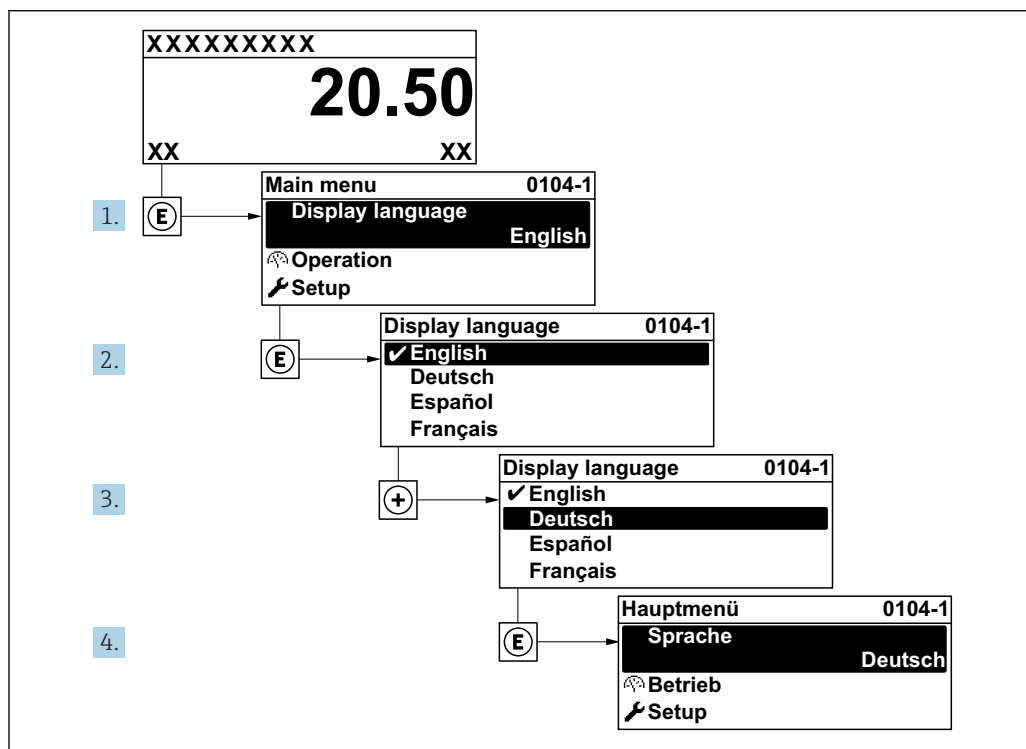 XXXXXXXXX
20.50
XX XX
1. E
Main menu 0104-1
Display language
English
Operation
Setup
2. E
Display language 0104-1
✔English
Deutsch
Español
Français
3. +
Display language 0104-1
✔English
Deutsch
Español
Français
4. E
Hauptmenü 0104-1
Sprache
Deutsch
Betrieb
Setup